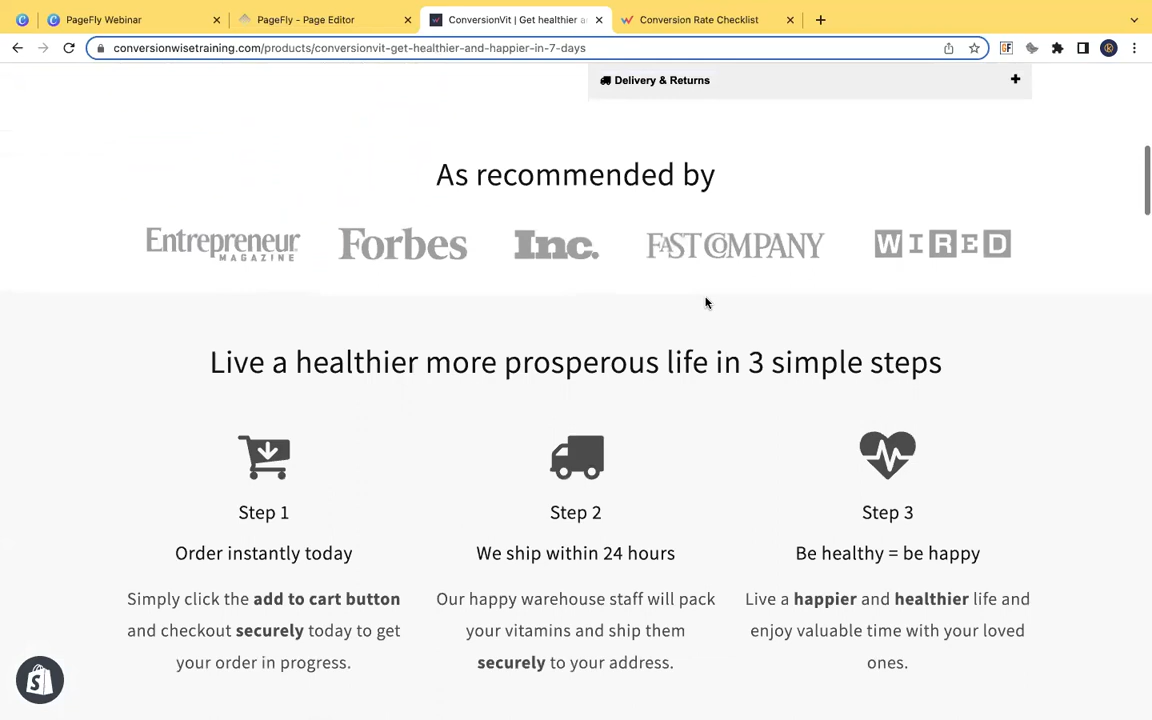 PageFly Webinar
PageFly - Page Editor
ConversionVit | Get healthier a
Conversion Rate Checklist
conversionwisetraining.com/products/conversionvit-get-healthier-and-happier-in-7-days
GF
Delivery & Returns
As recommended by
Entrepreneur MAGAZINE
Forbes
Inc.
FAST COMPANY
WIRED
Live a healthier more prosperous life in 3 simple steps
Step 1
Order instantly today
Simply click the add to cart button
and checkout securely today to get
your order in progress.
Step 2
We ship within 24 hours
Our happy warehouse staff will pack
your vitamins and ship them
securely to your address.
Step 3
Be healthy = be happy
Live a happier and healthier life and
enjoy valuable time with your loved
ones.